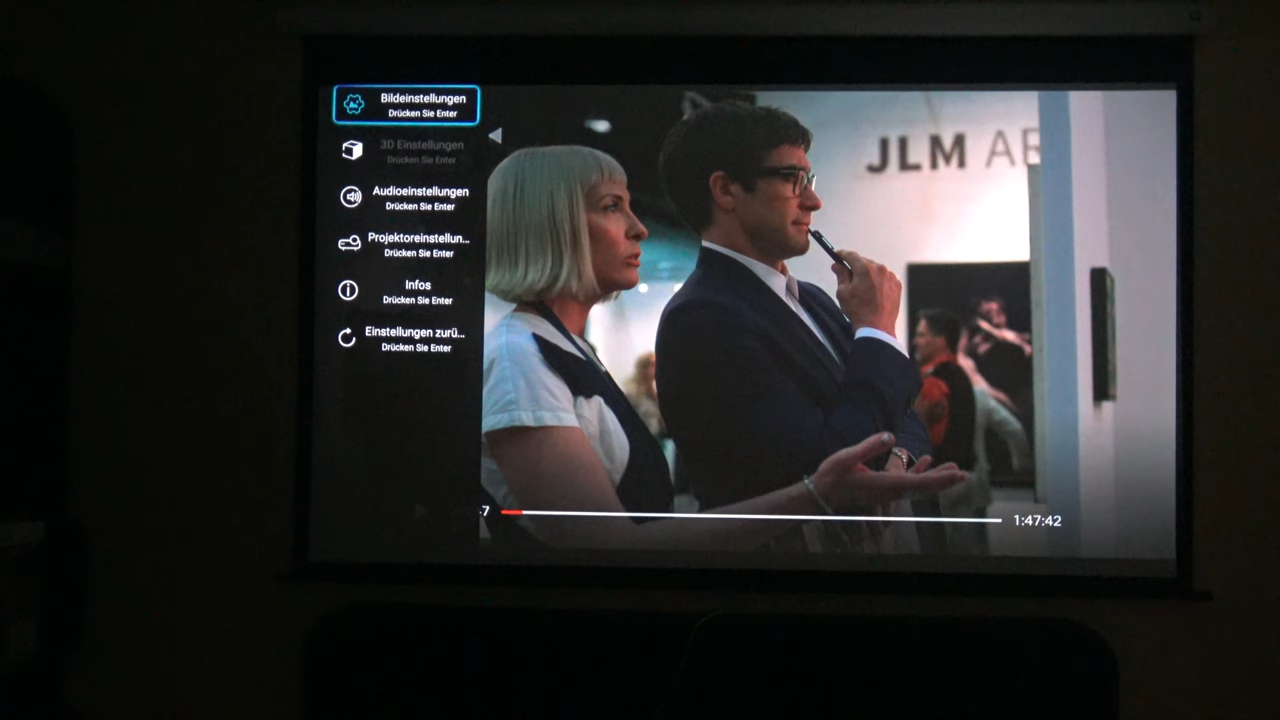 Bildeinstellungen
Drücken Sie Enter
3D Einstellungen
Drücken Sie Enter
Audioeinstellungen
Drücken Sie Enter
Projektoreinstellun...
Drücken Sie Enter
Infos
Drücken Sie Enter
Einstellungen zurü...
Drücken Sie Enter
JLM
7
1:47:42